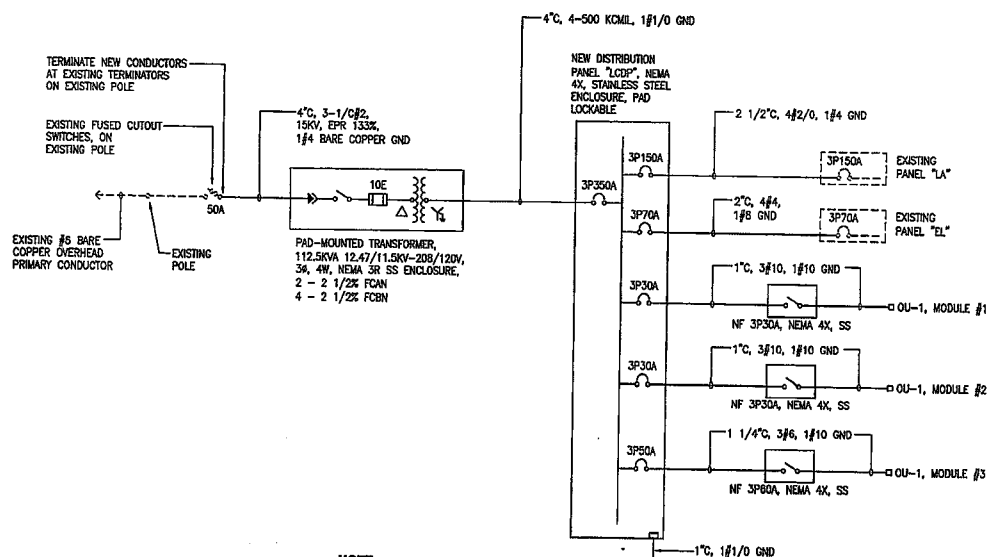 4"C, 4-500 KCMIL, 1#1/0 GND
TERMINATE NEW CONDUCTORS
AT EXISTING TERMINATORS
ON EXISTING POLE
EXISTING FUSED CUTOUT
SWITCHES, ON
EXISTING POLE
50A
EXISTING #5 BARE
COPPER OVERHEAD
PRIMARY CONDUCTOR
EXISTING
POLE
4"C, 3-1/C#2,
15KV, EPR 133%,
1#4 BARE COPPER GND
10E
PAD-MOUNTED TRANSFORMER,
112.5KVA 12.47/11.5KV-208/120V,
3ø, 4W, NEMA 3R SS ENCLOSURE,
2 - 2 1/2% FCAN
4 - 2 1/2% FCBN
NEW DISTRIBUTION
PANEL "LCDP", NEMA
4X, STAINLESS STEEL
ENCLOSURE, PAD
LOCKABLE
3P350A
3P150A
2 1/2"C, 4#2/0, 1#4 GND
3P150A
EXISTING
PANEL "LA"
3P70A
2"C, 4#4,
1#8 GND
3P70A
EXISTING
PANEL "EL"
3P30A
1"C, 3#10, 1#10 GND
NF 3P30A, NEMA 4X, SS
OU-1, MODULE #1
3P30A
1"C, 3#10, 1#10 GND
NF 3P30A, NEMA 4X, SS
OU-1, MODULE #2
3P50A
1 1/4"C, 3#6, 1#10 GND
NF 3P60A, NEMA 4X, SS
OU-1, MODULE #3
1"C, 1#1/0 GND